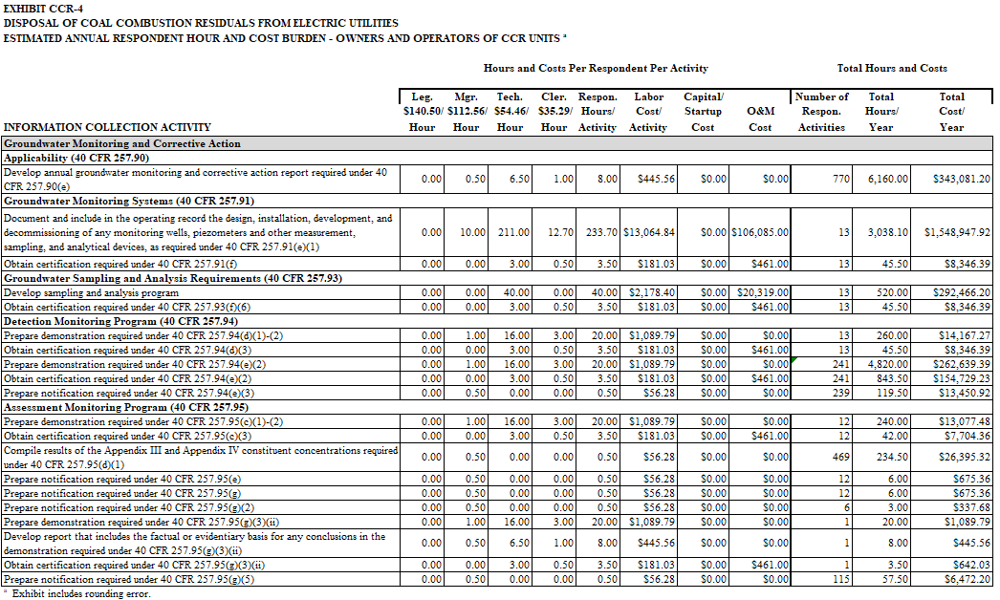 EXHIBIT CCR-4
DISPOSAL OF COAL COMBUSTION RESIDUALS FROM ELECTRIC UTILITIES
ESTIMATED ANNUAL RESPONDENT HOUR AND COST BURDEN - OWNERS AND OPERATORS OF CCR UNITS ª
Hours and Costs Per Respondent Per Activity Total Hours and Costs
Leg. Mgr. Tech. Cler. Respon. Labor Capital/ Number of Total Total
$140.50/ $112.56/ $54.46/ $35.29/ Hours/ Cost/ Startup O&M Respon. Hours/ Cost/
INFORMATION COLLECTION ACTIVITY Hour Hour Hour Hour Activity Activity Cost Cost Activities Year Year
Groundwater Monitoring and Corrective Action
Applicability (40 CFR 257.90)
Develop annual groundwater monitoring and corrective action report required under 40
CFR 257.90(e) 0.00 0.50 6.50 1.00 8.00 $445.56 $0.00 $0.00 770 6,160.00 $343,081.20
Groundwater Monitoring Systems (40 CFR 257.91)
Document and include in the operating record the design, installation, development, and
decommissioning of any monitoring wells, piezometers and other measurement, 0.00 10.00 211.00 12.70 233.70 $13,064.84 $0.00 $106,085.00 13 3,038.10 $1,548,947.92
sampling, and analytical devices, as required under 40 CFR 257.91(e)(1)
Obtain certification required under 40 CFR 257.91(f) 0.00 0.00 3.00 0.50 3.50 $181.03 $0.00 $461.00 13 45.50 $8,346.39
Groundwater Sampling and Analysis Requirements (40 CFR 257.93)
Develop sampling and analysis program 0.00 0.00 40.00 0.00 40.00 $2,178.40 $0.00 $20,319.00 13 520.00 $292,466.20
Obtain certification required under 40 CFR 257.93(f)(6) 0.00 0.00 3.00 0.50 3.50 $181.03 $0.00 $461.00 13 45.50 $8,346.39
Detection Monitoring Program (40 CFR 257.94)
Prepare demonstration required under 40 CFR 257.94(d)(1)-(2) 0.00 1.00 16.00 3.00 20.00 $1,089.79 $0.00 $0.00 13 260.00 $14,167.27
Obtain certification required under 40 CFR 257.94(d)(3) 0.00 0.00 3.00 0.50 3.50 $181.03 $0.00 $461.00 13 45.50 $8,346.39
Prepare demonstration required under 40 CFR 257.94(e)(2) 0.00 1.00 16.00 3.00 20.00 $1,089.79 $0.00 $0.00 241 4,820.00 $262,639.39
Obtain certification required under 40 CFR 257.94(e)(2) 0.00 0.00 3.00 0.50 3.50 $181.03 $0.00 $461.00 241 843.50 $154,729.23
Prepare notification required under 40 CFR 257.94(e)(3) 0.00 0.50 0.00 0.00 0.50 $56.28 $0.00 $0.00 239 119.50 $13,450.92
Assessment Monitoring Program (40 CFR 257.95)
Prepare demonstration required under 40 CFR 257.95(c)(1)-(2) 0.00 1.00 16.00 3.00 20.00 $1,089.79 $0.00 $0.00 12 240.00 $13,077.48
Obtain certification required under 40 CFR 257.95(c)(3) 0.00 0.00 3.00 0.50 3.50 $181.03 $0.00 $461.00 12 42.00 $7,704.36
Compile results of the Appendix III and Appendix IV constituent concentrations required
under 40 CFR 257.95(d)(1) 0.00 0.50 0.00 0.00 0.50 $56.28 $0.00 $0.00 469 234.50 $26,395.32
Prepare notification required under 40 CFR 257.95(e) 0.00 0.50 0.00 0.00 0.50 $56.28 $0.00 $0.00 12 6.00 $675.36
Prepare notification required under 40 CFR 257.95(g) 0.00 0.50 0.00 0.00 0.50 $56.28 $0.00 $0.00 12 6.00 $675.36
Prepare notification required under 40 CFR 257.95(g)(2) 0.00 0.50 0.00 0.00 0.50 $56.28 $0.00 $0.00 6 3.00 $337.68
Prepare demonstration required under 40 CFR 257.95(g)(3)(ii) 0.00 1.00 16.00 3.00 20.00 $1,089.79 $0.00 $0.00 1 20.00 $1,089.79
Develop report that includes the factual or evidentiary basis for any conclusions in the
demonstration required under 40 CFR 257.95(g)(3)(ii) 0.00 0.50 6.50 1.00 8.00 $445.56 $0.00 $0.00 1 8.00 $445.56
Obtain certification required under 40 CFR 257.95(g)(3)(ii) 0.00 0.00 3.00 0.50 3.50 $181.03 $0.00 $461.00 1 3.50 $642.03
Prepare notification required under 40 CFR 257.95(g)(5) 0.00 0.50 0.00 0.00 0.50 $56.28 $0.00 $0.00 115 57.50 $6,472.20
ª Exhibit includes rounding error.